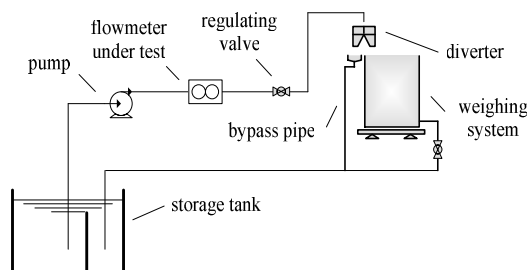 pump
flowmeter
under test
regulating
valve
diverter
bypass pipe
weighing
system
storage tank